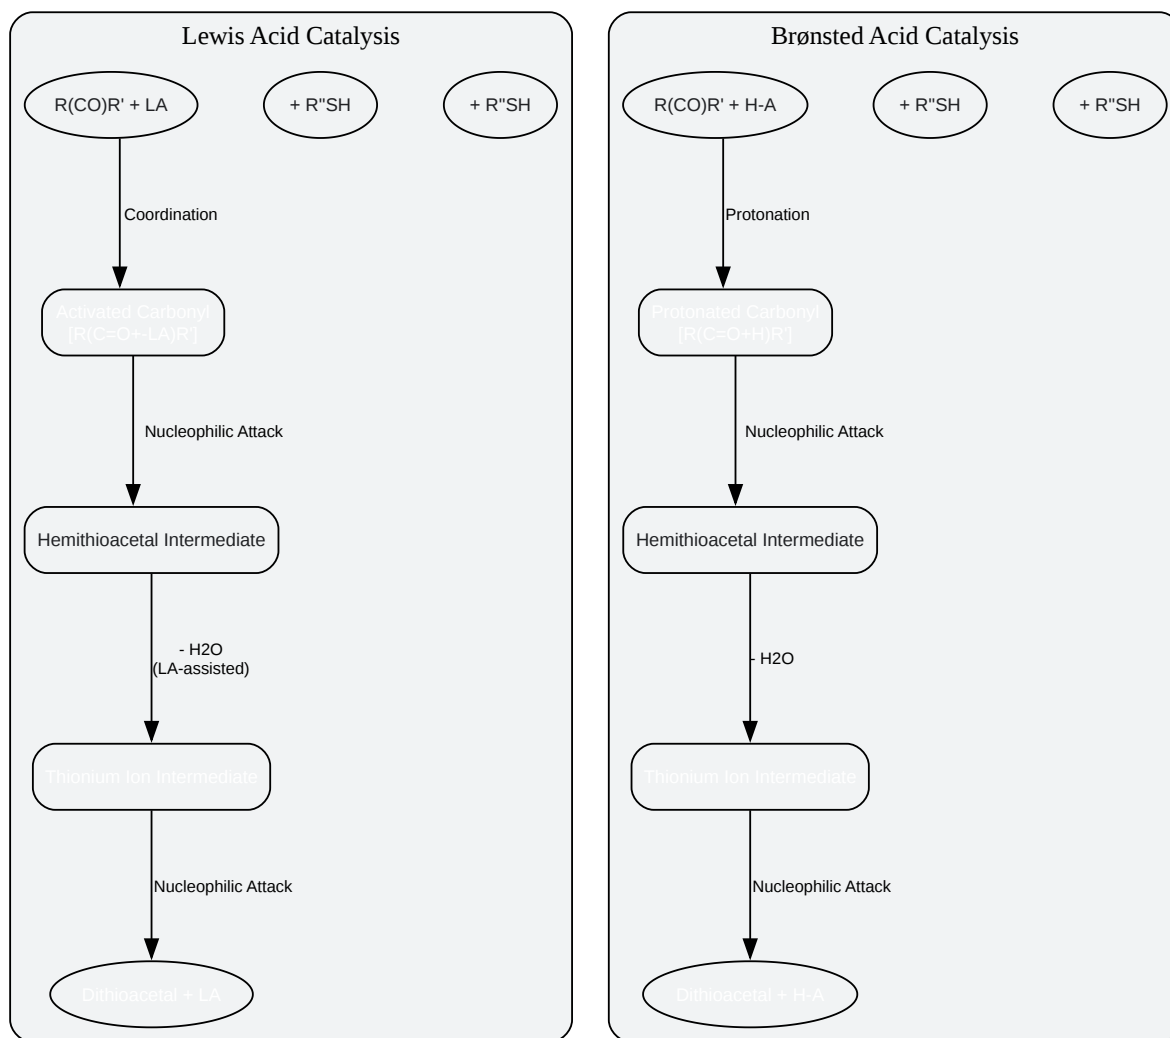 Lewis Acid Catalysis
R(CO)R' + LA
+ R"SH
+ R"SH
Coordination
Activated Carbonyl
[R(C=O+-LA)R']
Nucleophilic Attack
Hemithioacetal Intermediate
- H2O
(LA-assisted)
Thionium Ion Intermediate
Nucleophilic Attack
Dithioacetal + LA
Brønsted Acid Catalysis
R(CO)R' + H-A
+ R"SH
+ R"SH
Protonation
Protonated Carbonyl
[R(C=O+H)R']
Nucleophilic Attack
Hemithioacetal Intermediate
- H2O
Thionium Ion Intermediate
Nucleophilic Attack
Dithioacetal + H-A